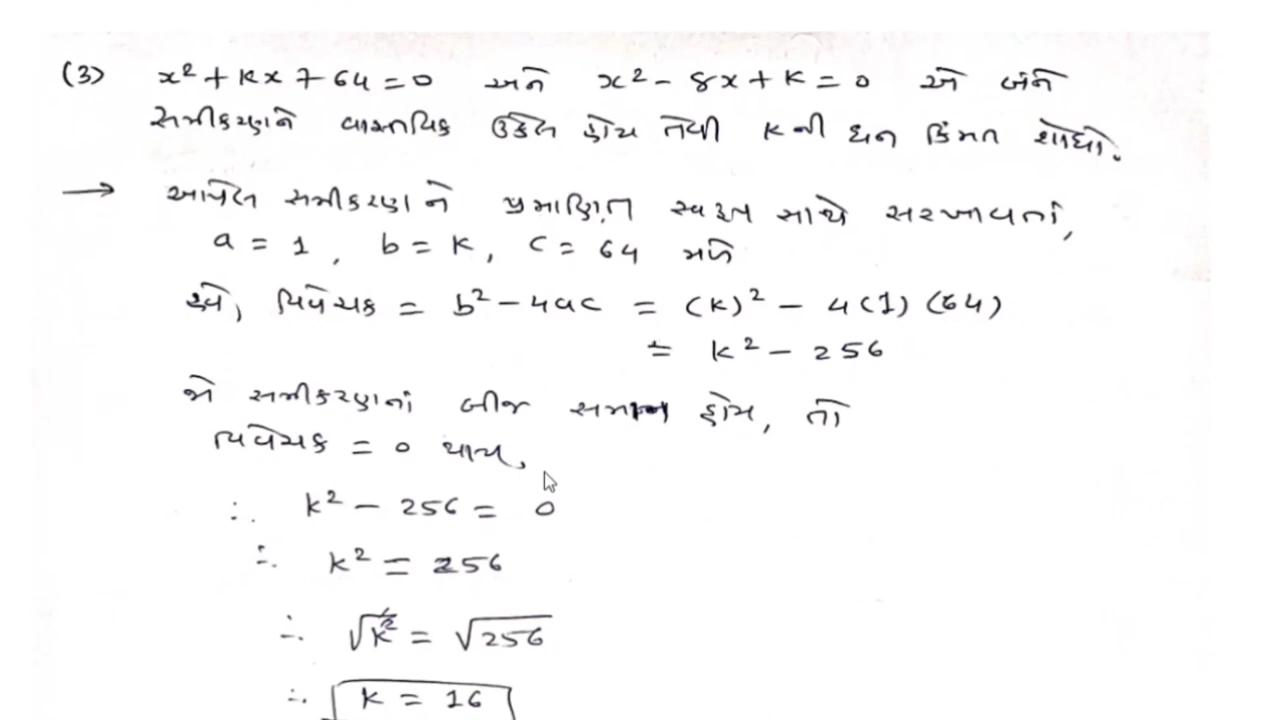 (3) x² + kx + 64 = 0 અને x² - 8x + k = 0 એ બંને
સમીકરણને વાસ્તવિક ઉકેલ હોય તેવી k ની ધન કિંમત શોધો.
→ આપેલ સમીકરણ ને પ્રમાણિત સ્વરૂપ સાથે સરખાવતાં,
a = 1, b = k, c = 64 મળે
હવે, વિવેચક = b² - 4ac = (k)² - 4(1)(64)
= k² - 256
જો સમીકરણનાં બીજ સમાન હોય, તો
વિવેચક = 0 થાય.
∴ k² - 256 = 0
∴ k² = 256
∴ √k² = √256
∴ k = 16